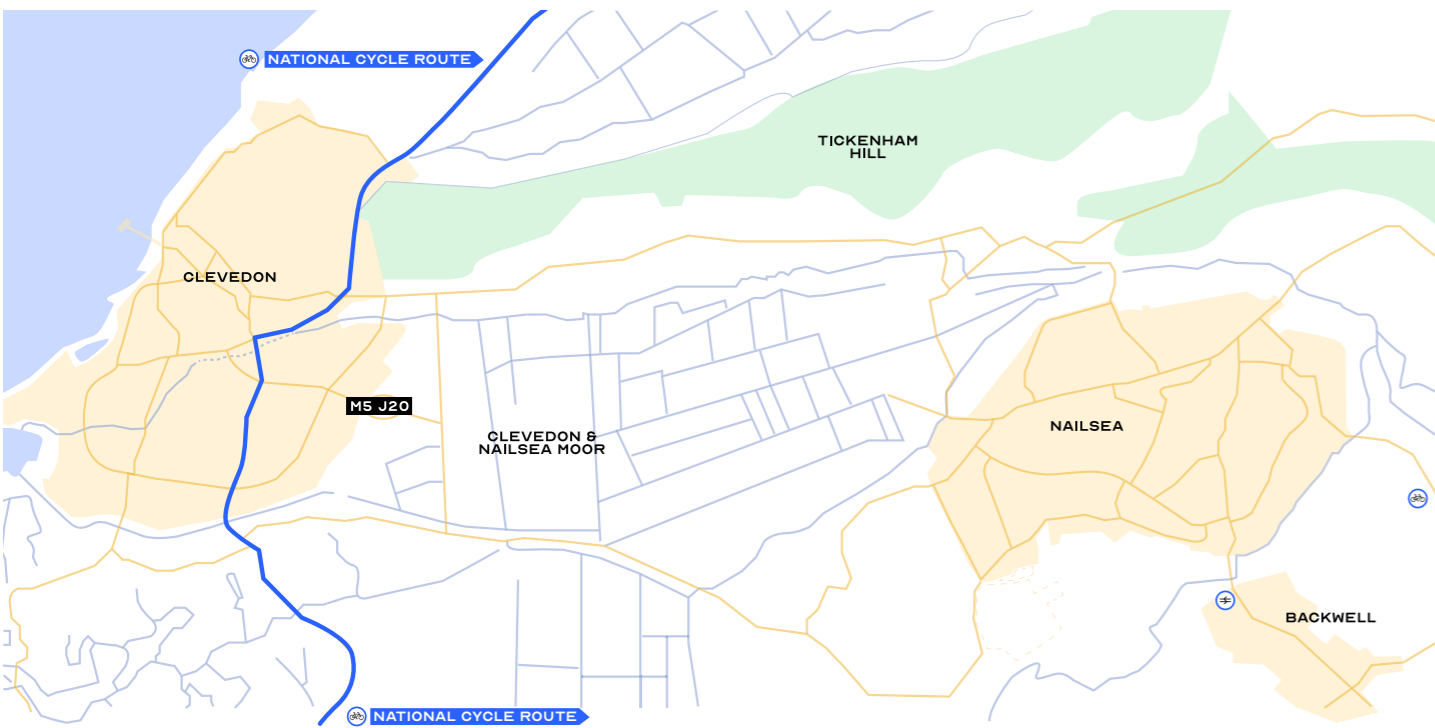 NATIONAL CYCLE ROUTE
TICKENHAM
HILL
CLEVEDON
M5 J20
CLEVEDON &
NAILSEA MOOR
NAILSEA
BACKWELL
NATIONAL CYCLE ROUTE